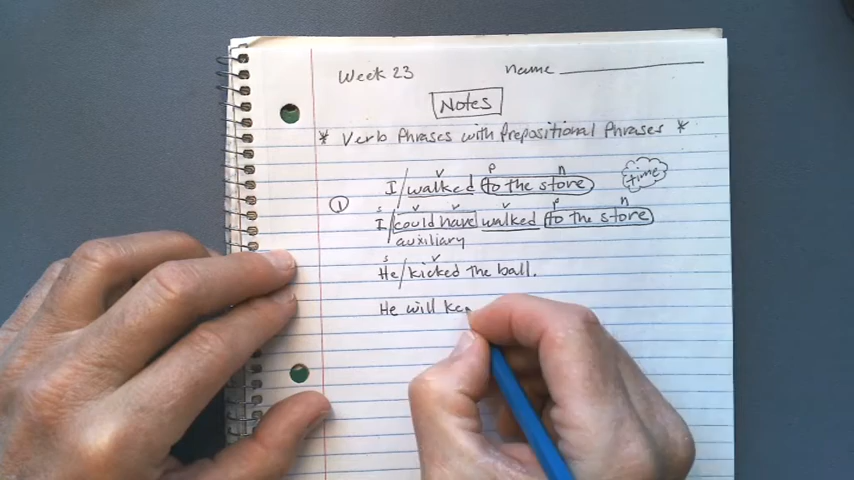 Week 23 name
Notes
* Verb Phrases with Prepositional Phrases *
v p n
I/walked to the store time
s v v v p n
① I/could have walked to the store
auxiliary
s v
He/kicked the ball.
He will